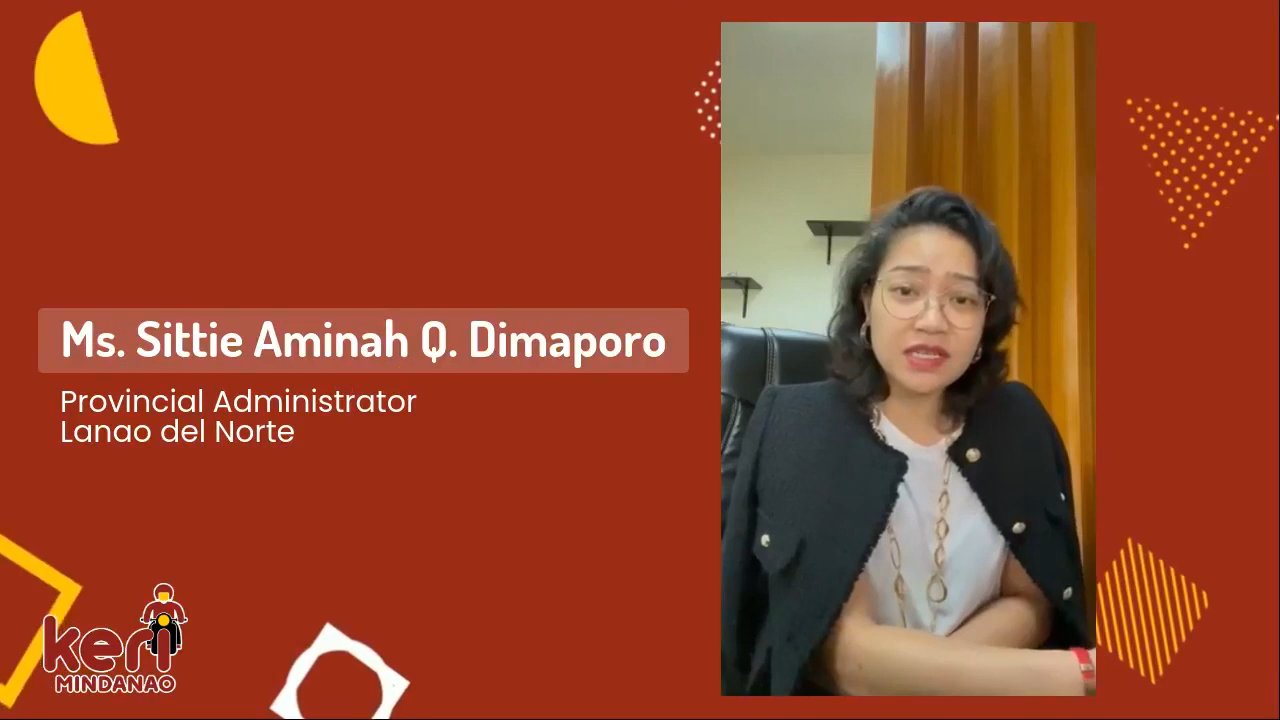 Ms. Sittie Aminah Q. Dimaporo
Provincial Administrator
Lanao del Norte
keri
MINDANAO